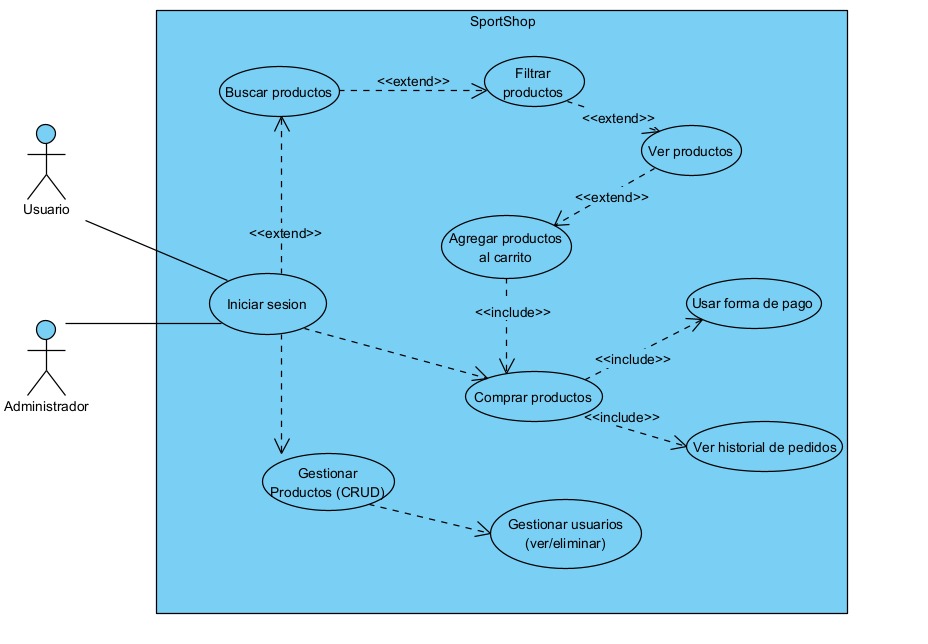 SportShop
Buscar productos
<<extend>>
Filtrar
productos
<<extend>>
Ver productos
<<extend>>
Usuario
<<extend>>
Agregar productos
al carrito
Iniciar sesion
<<include>>
Usar forma de pago
<<include>>
Administrador
Comprar productos
<<include>>
Ver historial de pedidos
Gestionar
Productos (CRUD)
Gestionar usuarios
(ver/eliminar)